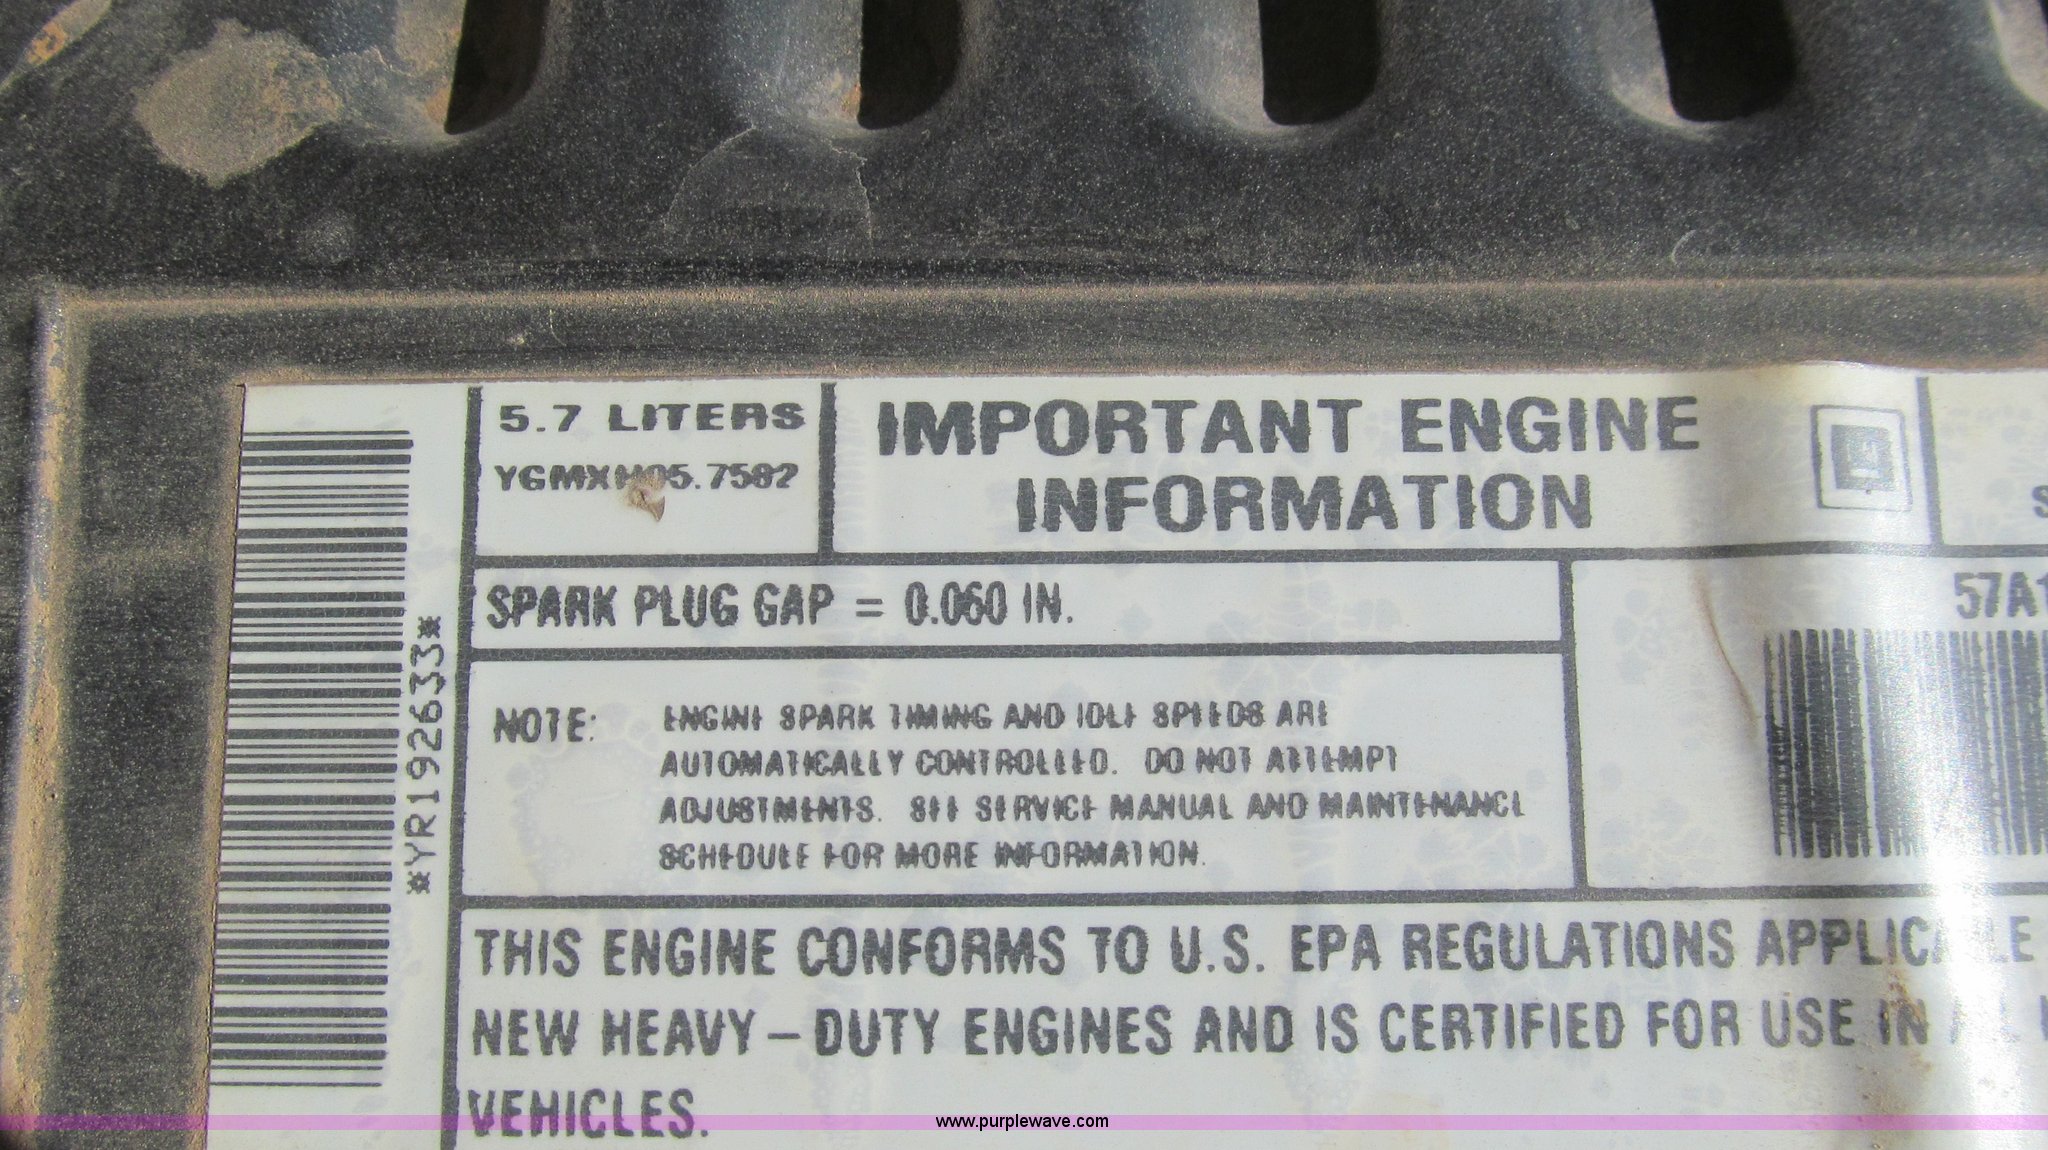 5.7 LITERS
IMPORTANT ENGINE
INFORMATION
SPARK PLUG GAP = 0.060 IN.
57A1
*YR192633*
NOTE: ENGINE SPARK TIMING AND IDLE SPEEDS ARE
AUTOMATICALLY CONTROLLED. DO NOT ATTEMPT
ADJUSTMENTS. SEE SERVICE MANUAL AND MAINTENANCE
SCHEDULE FOR MORE INFORMATION.
THIS ENGINE CONFORMS TO U.S. EPA REGULATIONS APPLICABLE
NEW HEAVY-DUTY ENGINES AND IS CERTIFIED FOR USE IN ALL
VEHICLES.
www.purplewave.com